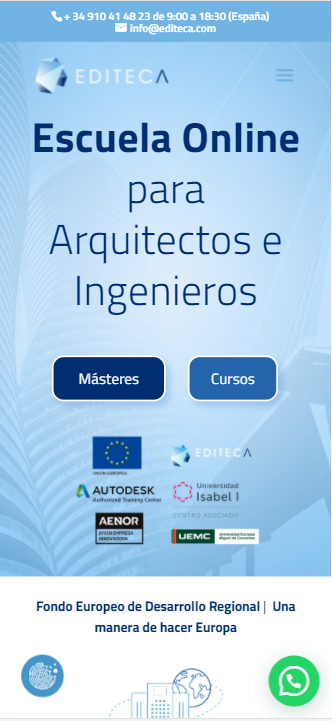 + 34 910 41 48 23 de 9:00 a 18:30 (España)
info@editeca.com
EDITECA
Escuela Online
para
Arquitectos e
Ingenieros
Másteres
Cursos
UNIÓN EUROPEA
EDITECA
AUTODESK
Authorized Training Center
Universidad
Isabel I
CENTRO ASOCIADO
AENOR
JOVEN EMPRESA
INNOVADORA
UEMC
Universidad Europea
Miguel de Cervantes
Fondo Europeo de Desarrollo Regional | Una
manera de hacer Europa